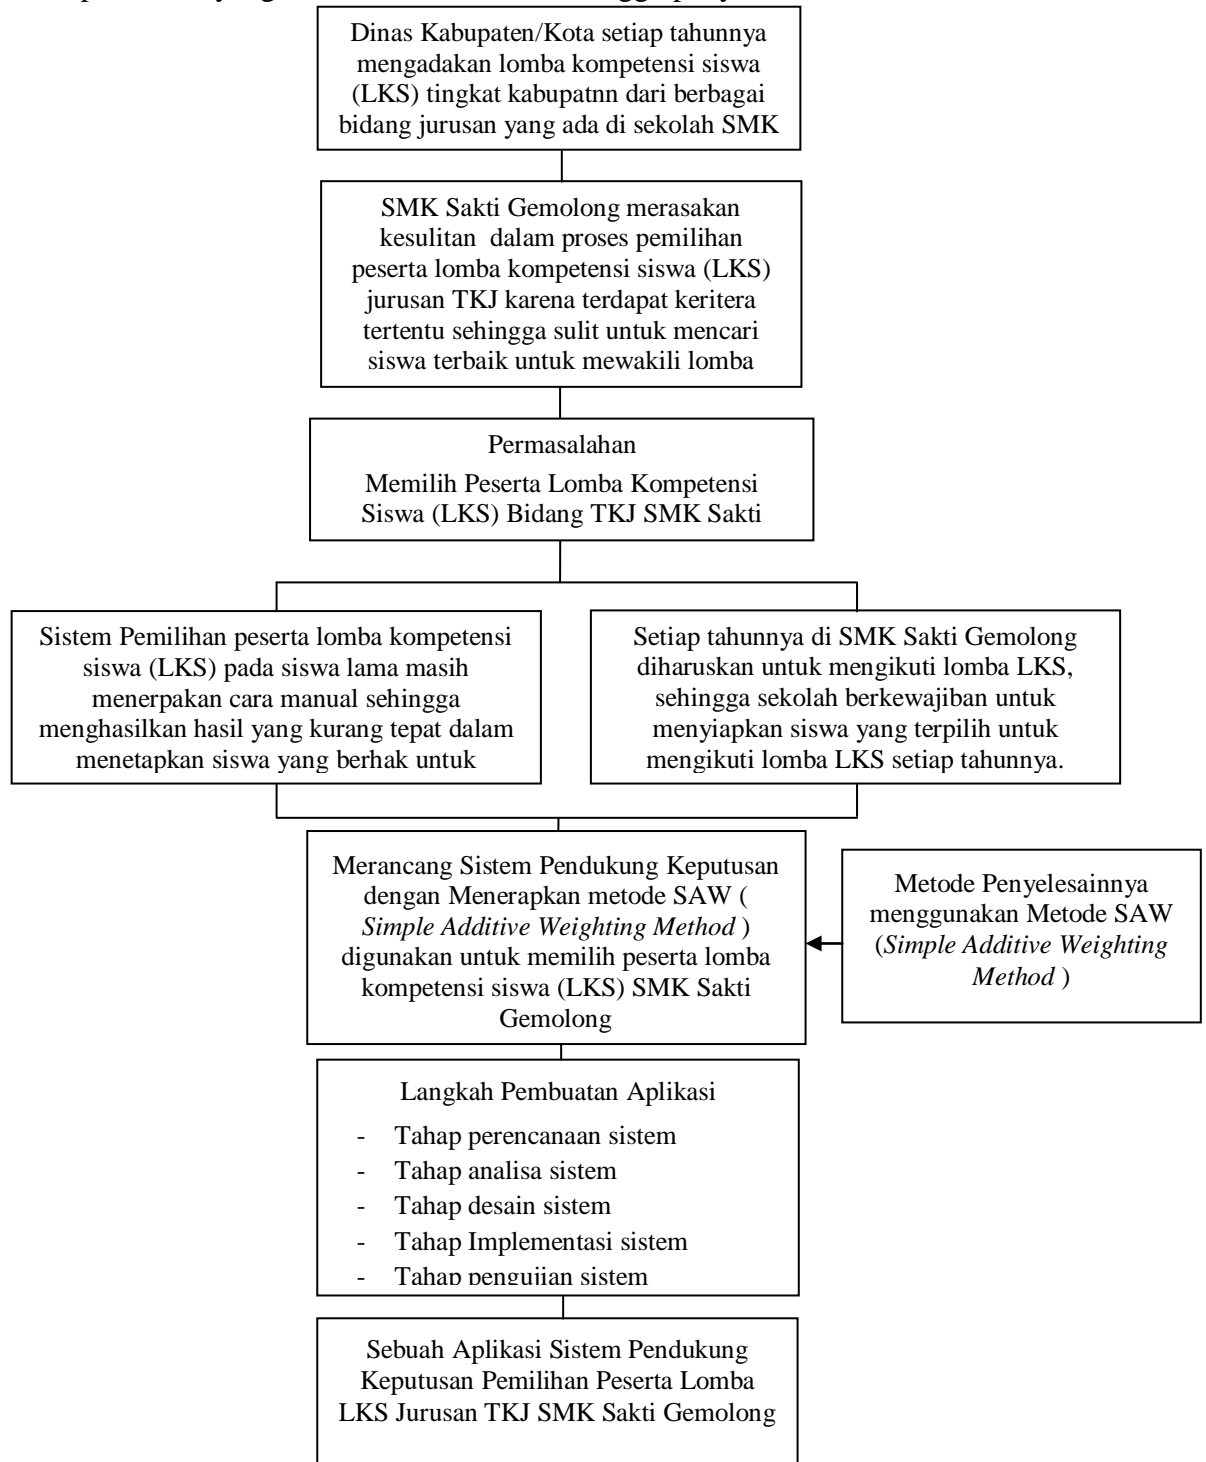 Dinas Kabupaten/Kota setiap tahunnya
mengadakan lomba kompetensi siswa
(LKS) tingkat kabupatnn dari berbagai
bidang jurusan yang ada di sekolah SMK
SMK Sakti Gemolong merasakan
kesulitan dalam proses pemilihan
peserta lomba kompetensi siswa (LKS)
jurusan TKJ karena terdapat keritera
tertentu sehingga sulit untuk mencari
siswa terbaik untuk mewakili lomba
Permasalahan
Memilih Peserta Lomba Kompetensi
Siswa (LKS) Bidang TKJ SMK Sakti
Sistem Pemilihan peserta lomba kompetensi
siswa (LKS) pada siswa lama masih
menerpakan cara manual sehingga
menghasilkan hasil yang kurang tepat dalam
menetapkan siswa yang berhak untuk
Setiap tahunnya di SMK Sakti Gemolong
diharuskan untuk mengikuti lomba LKS,
sehingga sekolah berkewajiban untuk
menyiapkan siswa yang terpilih untuk
mengikuti lomba LKS setiap tahunnya.
Merancang Sistem Pendukung Keputusan
dengan Menerapkan metode SAW (
Simple Additive Weighting Method )
digunakan untuk memilih peserta lomba
kompetensi siswa (LKS) SMK Sakti
Gemolong
Metode Penyelesainnya
menggunakan Metode SAW
(Simple Additive Weighting
Method )
Langkah Pembuatan Aplikasi
- Tahap perencanaan sistem
- Tahap analisa sistem
- Tahap desain sistem
- Tahap Implementasi sistem
- Tahap pengujian sistem
Sebuah Aplikasi Sistem Pendukung
Keputusan Pemilihan Peserta Lomba
LKS Jurusan TKJ SMK Sakti Gemolong